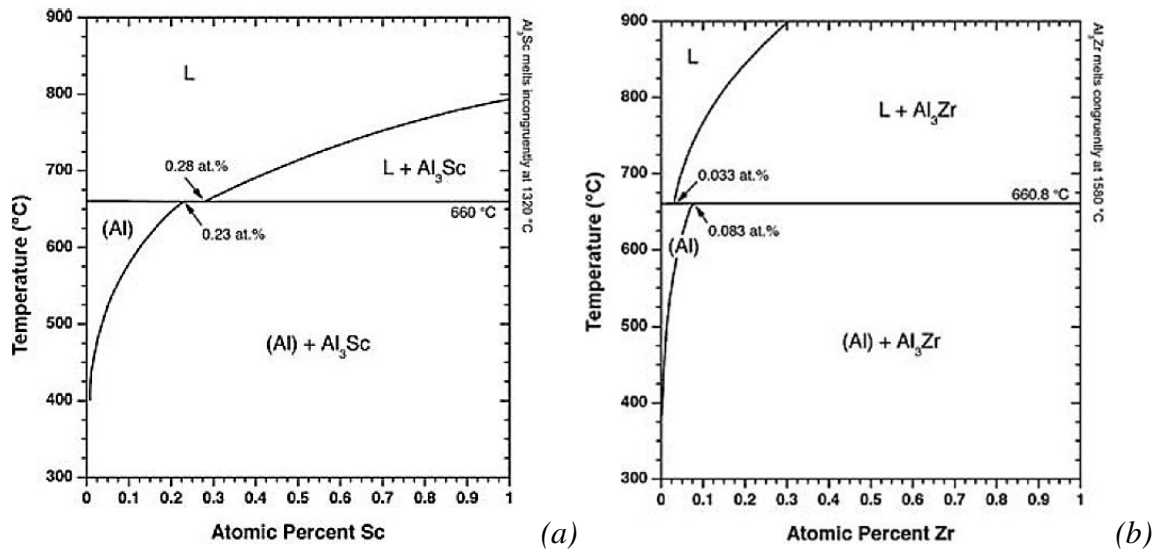 900
800
700
600
500
400
300
Temperature (°C)
L
0.28 at.%
L + Al₃Sc
660 °C
(Al)
0.23 at.%
(Al) + Al₃Sc
0 0.1 0.2 0.3 0.4 0.5 0.6 0.7 0.8 0.9 1
Atomic Percent Sc
Al₃Sc melts incongruently at 1320 °C
(a)
900
800
700
600
500
400
300
Temperature (°C)
L
L + Al₃Zr
0.033 at.%
660.8 °C
(Al)
0.083 at.%
(Al) + Al₃Zr
0 0.1 0.2 0.3 0.4 0.5 0.6 0.7 0.8 0.9 1
Atomic Percent Zr
Al₃Zr melts congruently at 1580 °C
(b)